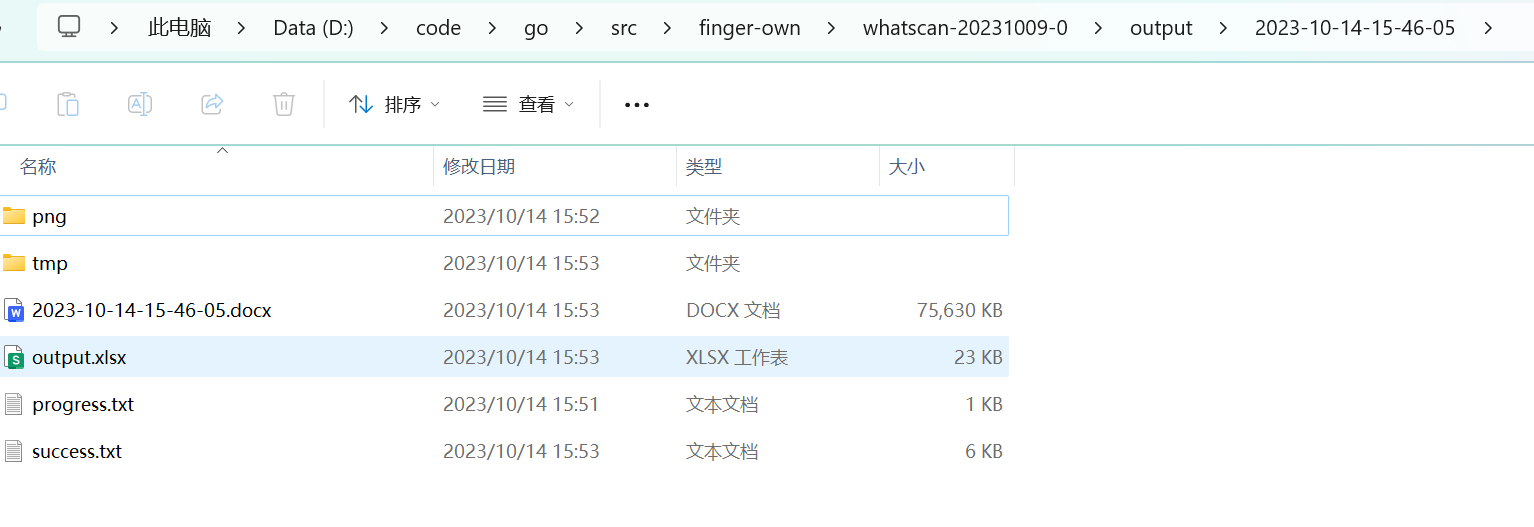 此电脑 Data (D:) code go src finger-own whatscan-20231009-0 output 2023-10-14-15-46-05
排序 查看
名称 修改日期 类型 大小
png 2023/10/14 15:52 文件夹
tmp 2023/10/14 15:53 文件夹
2023-10-14-15-46-05.docx 2023/10/14 15:53 DOCX 文档 75,630 KB
output.xlsx 2023/10/14 15:53 XLSX 工作表 23 KB
progress.txt 2023/10/14 15:51 文本文档 1 KB
success.txt 2023/10/14 15:53 文本文档 6 KB